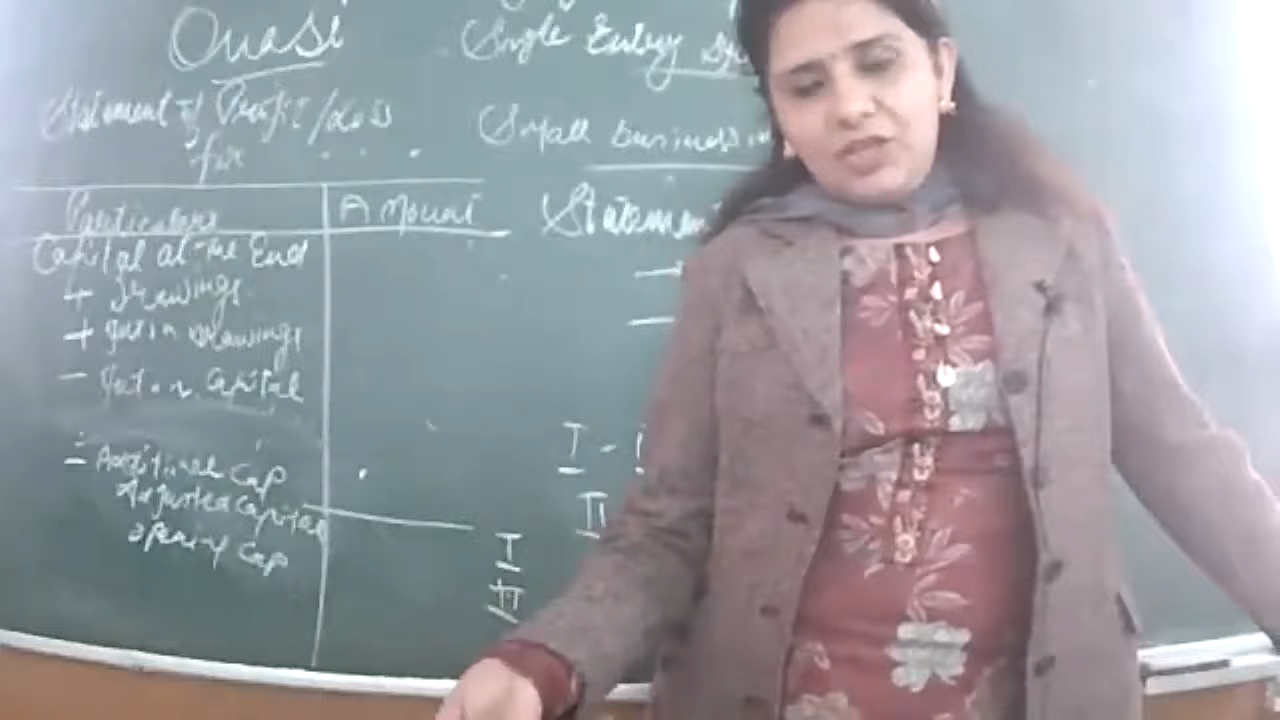 Quasi
Statement of Profit/Loss
for . . .
Particulars Amount
Capital at the End
+ Drawings
+ Int on Drawings
- Int on Capital
- Additional Cap
Adjusted Capital
Opening Cap
Single Entry
Small business
Statemen
I -
II
I
II